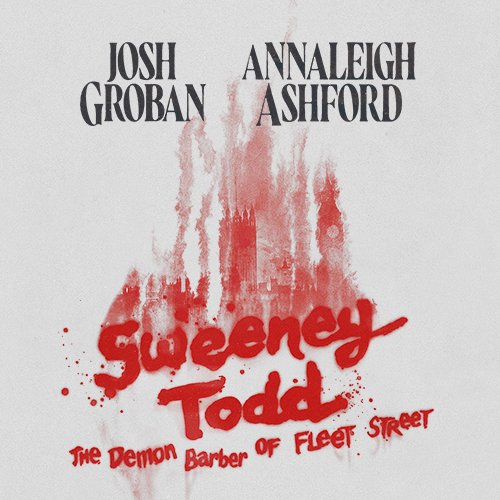 JOSH GROBAN
ANNALEIGH ASHFORD
Sweeney
Todd
THE DEMON BARBER OF FLEET STREET